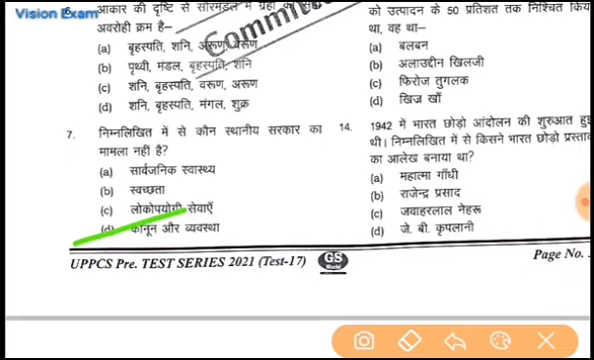 Vision Exam
6. आकार की दृष्टि से सौरमंडल में ग्रहों का सही
अवरोही क्रम है–
(a) बृहस्पति, शनि, अरूण, वरूण
(b) पृथ्वी, मंडल, बृहस्पति, शनि
(c) शनि, बृहस्पति, वरूण, अरूण
(d) शनि, बृहस्पति, मंगल, शुक्र
7. निम्नलिखित में से कौन स्थानीय सरकार का
मामला नहीं है?
(a) सार्वजनिक स्वास्थ्य
(b) स्वच्छता
(c) लोकोपयोगी सेवाएँ
(d) कानून और व्यवस्था
को उत्पादन के 50 प्रतिशत तक निश्चित किय
था, वह था–
(a) बलबन
(b) अलाउद्दीन खिलजी
(c) फिरोज तुगलक
(d) खिज्र खाँ
14. 1942 में भारत छोड़ो आंदोलन की शुरुआत हु
थी। निम्नलिखित में से किसने भारत छोड़ो प्रस्ता
का आलेख बनाया था?
(a) महात्मा गाँधी
(b) राजेन्द्र प्रसाद
(c) जवाहरलाल नेहरू
(d) जे. बी. कृपलानी
UPPCS Pre. TEST SERIES 2021 (Test-17)
GS
Page No.